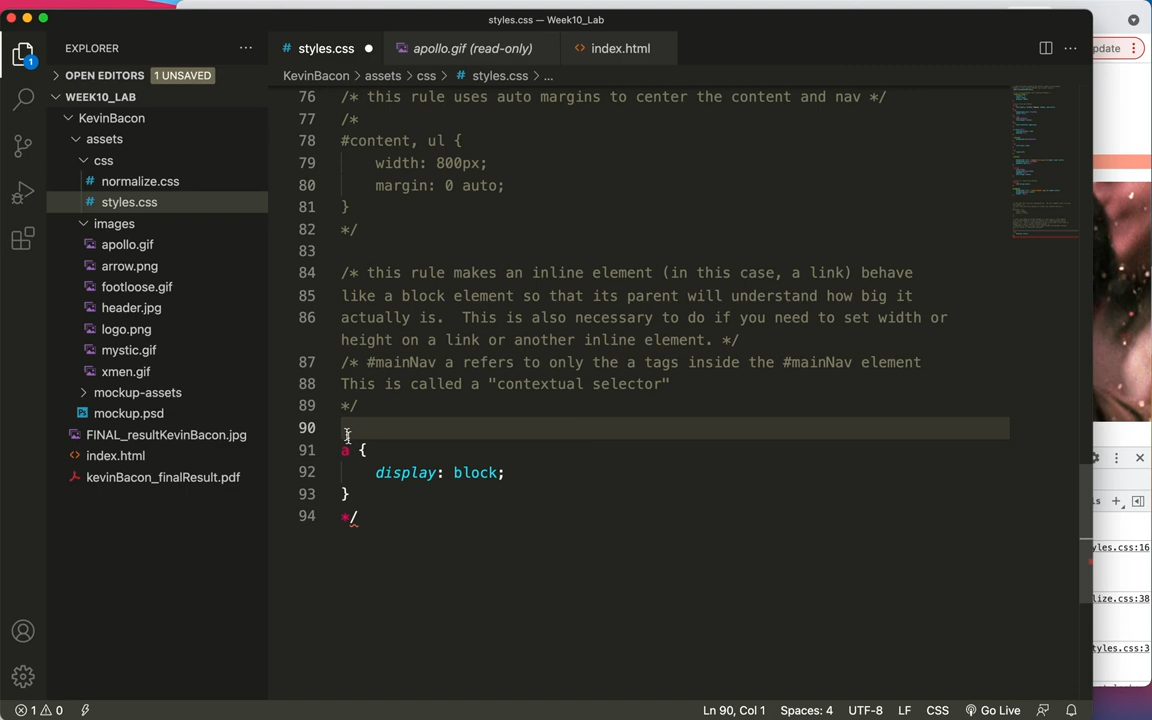 styles.css — Week10_Lab
EXPLORER
styles.css
apollo.gif (read-only)
index.html
OPEN EDITORS 1 UNSAVED
KevinBacon > assets > css > # styles.css > ...
WEEK10_LAB
KevinBacon
assets
css
normalize.css
styles.css
images
apollo.gif
arrow.png
footloose.gif
header.jpg
logo.png
mystic.gif
xmen.gif
mockup-assets
mockup.psd
FINAL_resultKevinBacon.jpg
index.html
kevinBacon_finalResult.pdf
76 /* this rule uses auto margins to center the content and nav */
77 /*
78 #content, ul {
79 width: 800px;
80 margin: 0 auto;
81 }
82 */
83
84 /* this rule makes an inline element (in this case, a link) behave
85 like a block element so that its parent will understand how big it
86 actually is.  This is also necessary to do if you need to set width or
height on a link or another inline element. */
87 /* #mainNav a refers to only the a tags inside the #mainNav element
88 This is called a "contextual selector"
89 */
90
91 a {
92 display: block;
93 }
94 */
1
1 0
Ln 90, Col 1
Spaces: 4
UTF-8
LF
CSS
Go Live
pdate
yles.css:16
lize.css:38
yles.css:3